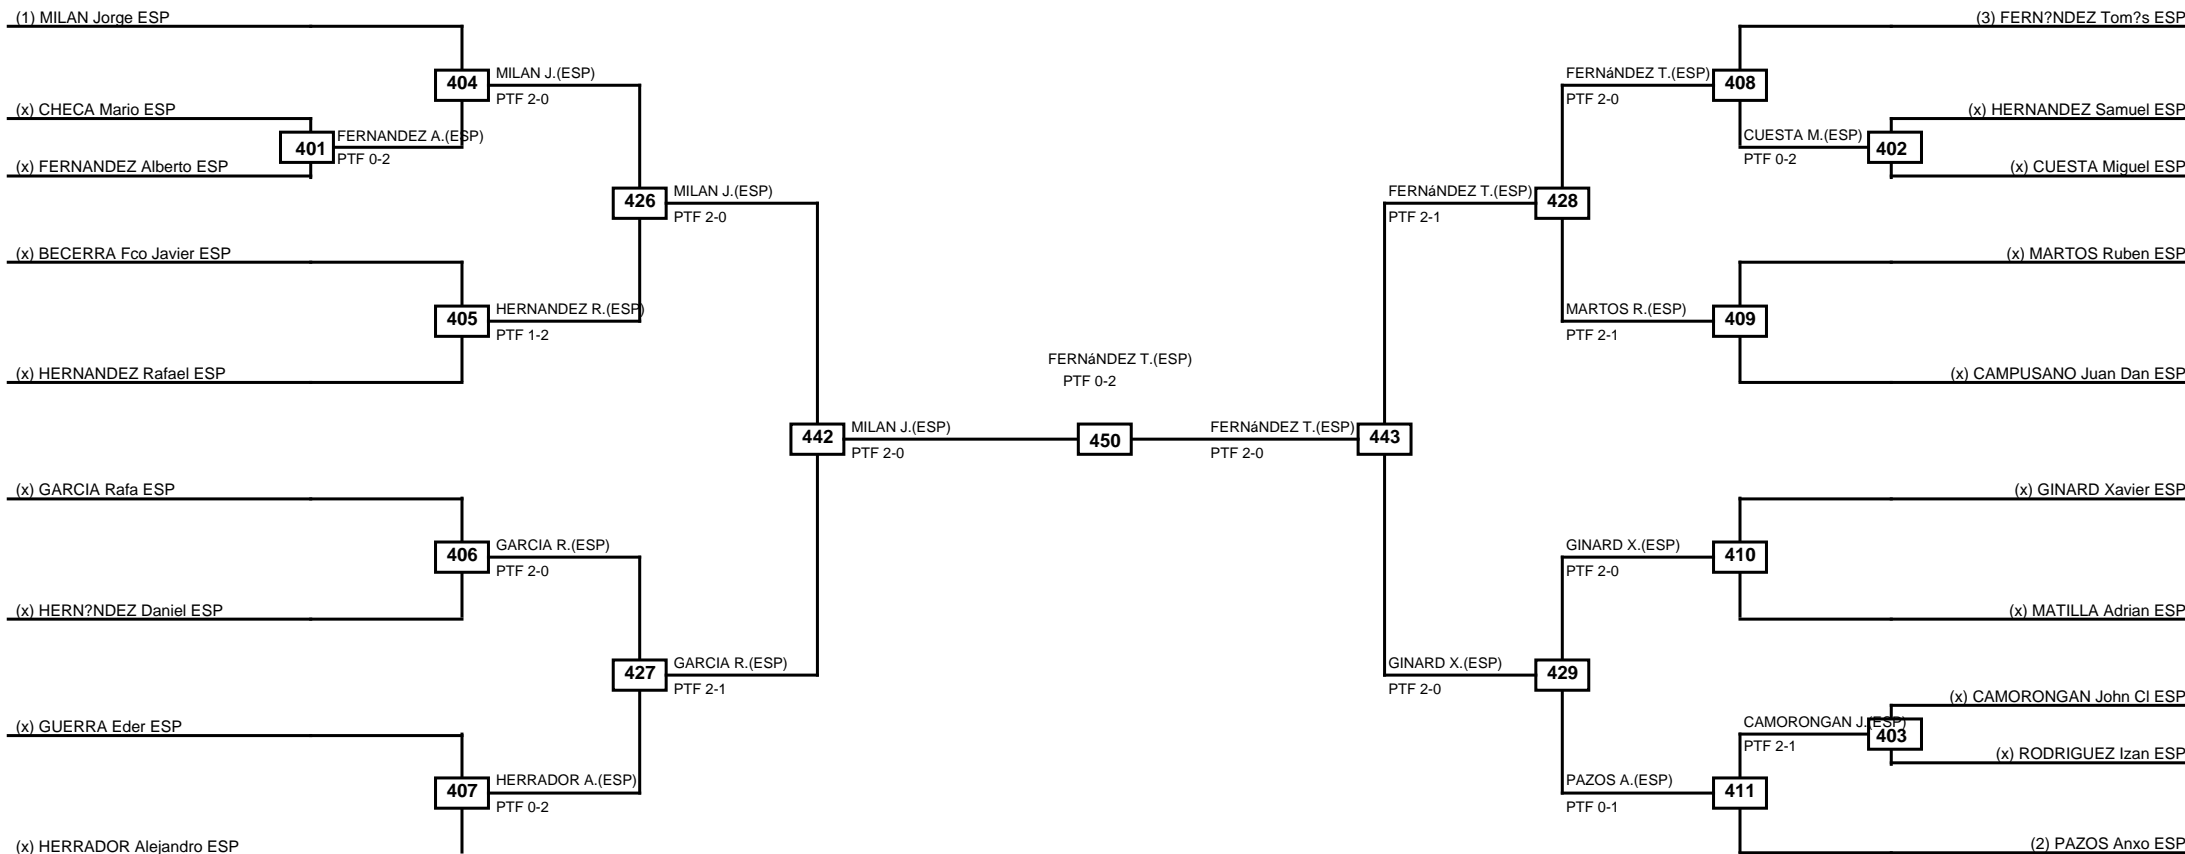 (1) MILAN Jorge ESP
(3) FERN?NDEZ Tom?s ESP
MILAN J.(ESP)
404
PTF 2-0
FERNáNDEZ T.(ESP)
408
PTF 2-0
(x) CHECA Mario ESP
(x) HERNANDEZ Samuel ESP
FERNANDEZ A.(ESP)
401
PTF 0-2
CUESTA M.(ESP)
402
PTF 0-2
(x) FERNANDEZ Alberto ESP
(x) CUESTA Miguel ESP
MILAN J.(ESP)
426
PTF 2-0
FERNáNDEZ T.(ESP)
428
PTF 2-1
(x) BECERRA Fco Javier ESP
(x) MARTOS Ruben ESP
HERNANDEZ R.(ESP)
405
PTF 1-2
MARTOS R.(ESP)
409
PTF 2-1
FERNáNDEZ T.(ESP)
PTF 0-2
(x) HERNANDEZ Rafael ESP
(x) CAMPUSANO Juan Dan ESP
442
MILAN J.(ESP)
PTF 2-0
450
FERNáNDEZ T.(ESP)
PTF 2-0
443
(x) GARCIA Rafa ESP
(x) GINARD Xavier ESP
GARCIA R.(ESP)
406
PTF 2-0
GINARD X.(ESP)
410
PTF 2-0
(x) HERN?NDEZ Daniel ESP
(x) MATILLA Adrian ESP
GARCIA R.(ESP)
427
PTF 2-1
GINARD X.(ESP)
429
PTF 2-0
(x) CAMORONGAN John Cl ESP
(x) GUERRA Eder ESP
CAMORONGAN J.(ESP)
403
PTF 2-1
(x) RODRIGUEZ Izan ESP
HERRADOR A.(ESP)
407
PTF 0-2
PAZOS A.(ESP)
411
PTF 0-1
(x) HERRADOR Alejandro ESP
(2) PAZOS Anxo ESP